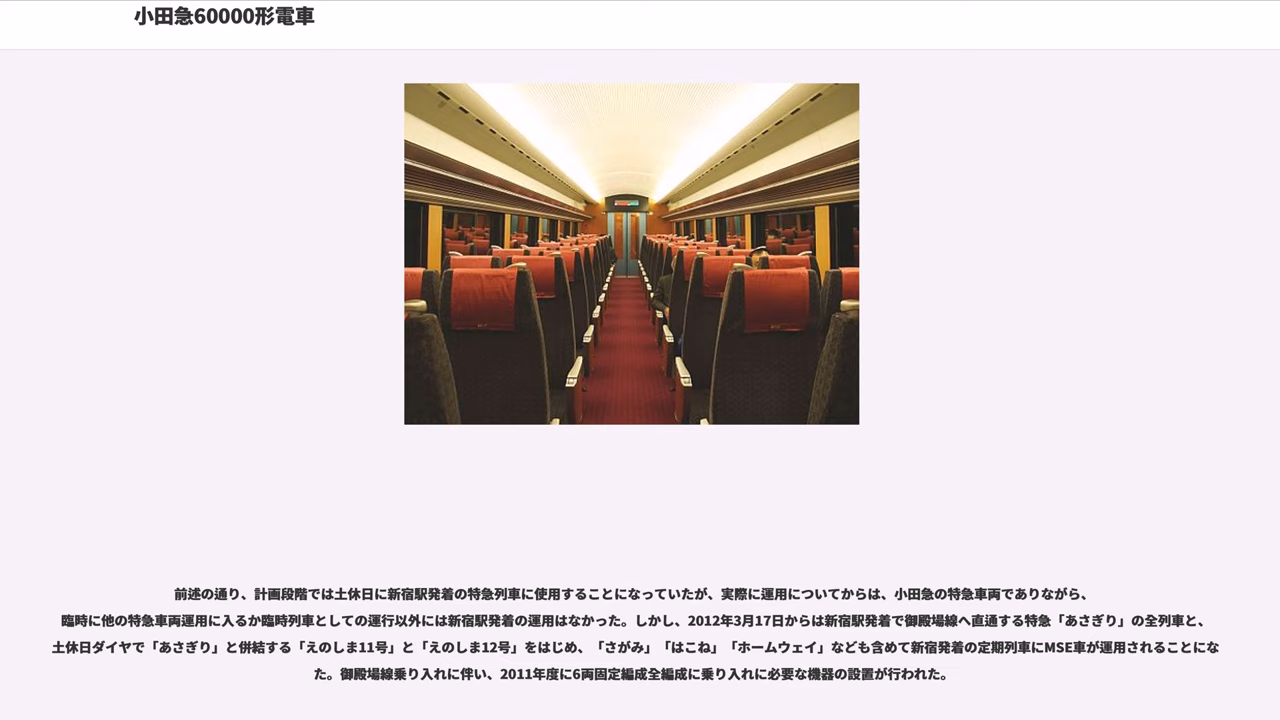 小田急60000形電車
前述の通り、計画段階では土休日に新宿駅発着の特急列車に使用することになっていたが、実際に運用についてからは、小田急の特急車両でありながら、
臨時に他の特急車両運用に入るか臨時列車としての運行以外には新宿駅発着の運用はなかった。しかし、2012年3月17日からは新宿駅発着で御殿場線へ直通する特急「あさぎり」の全列車と、
土休日ダイヤで「あさぎり」と併結する「えのしま11号」と「えのしま12号」をはじめ、「さがみ」「はこね」「ホームウェイ」なども含めて新宿発着の定期列車にMSE車が運用されることにな
た。御殿場線乗り入れに伴い、2011年度に6両固定編成全編成に乗り入れに必要な機器の設置が行われた。